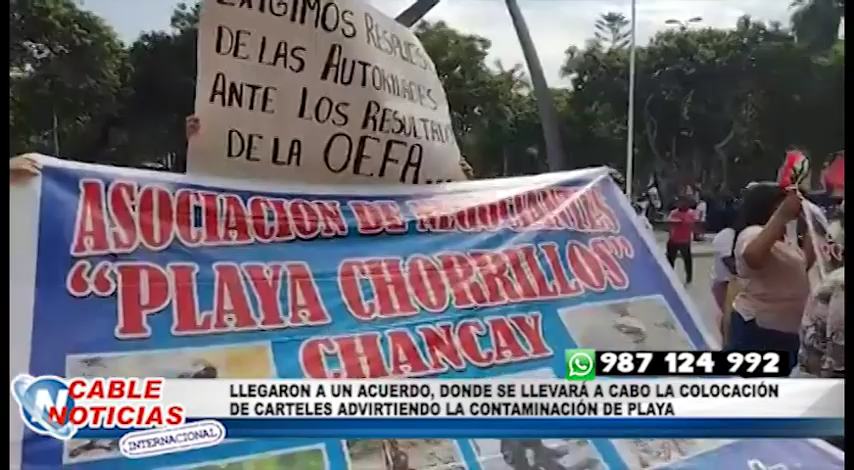 EXIGIMOS RESPUESTA
DE LAS AUTORIDADES
ANTE LOS RESULTADOS
DE LA OEFA...
ASOCIACION DE NEGOCIANTES
“PLAYA CHORRILLOS”
CHANCAY
987 124 992
LLEGARON A UN ACUERDO, DONDE SE LLEVARÁ A CABO LA COLOCACIÓN
DE CARTELES ADVIRTIENDO LA CONTAMINACIÓN DE PLAYA
CABLE
NOTICIAS
INTERNACIONAL